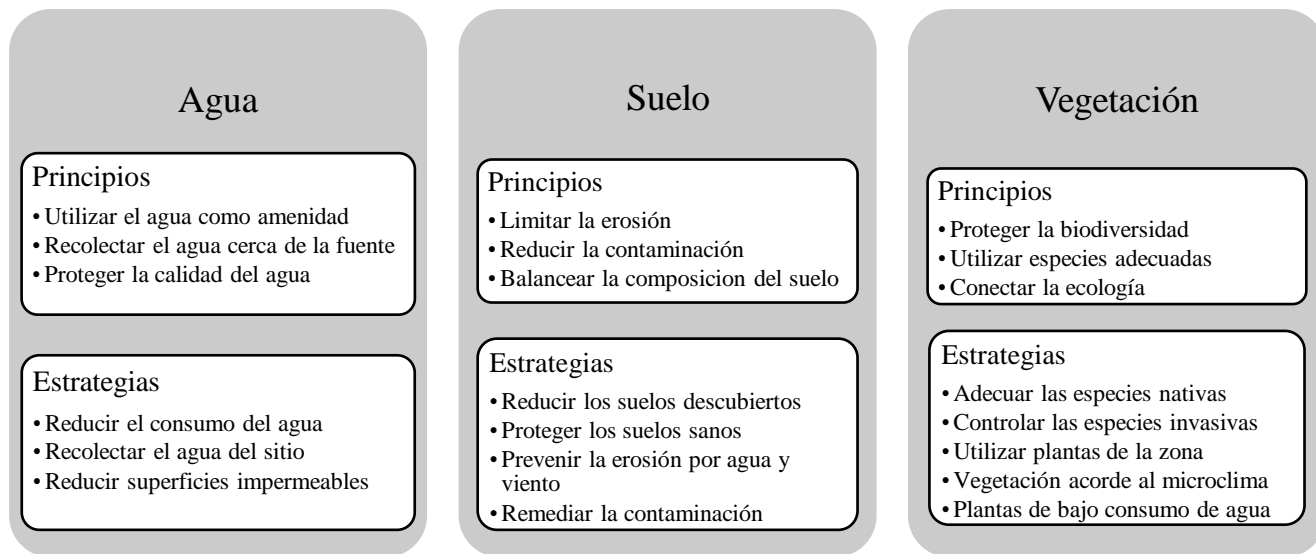 Agua
Principios
• Utilizar el agua como amenidad
• Recolectar el agua cerca de la fuente
• Proteger la calidad del agua
Estrategias
• Reducir el consumo del agua
• Recolectar el agua del sitio
• Reducir superficies impermeables
Suelo
Principios
• Limitar la erosión
• Reducir la contaminación
• Balancear la composicion del suelo
Estrategias
• Reducir los suelos descubiertos
• Proteger los suelos sanos
• Prevenir la erosión por agua y
viento
• Remediar la contaminación
Vegetación
Principios
• Proteger la biodiversidad
• Utilizar especies adecuadas
• Conectar la ecología
Estrategias
• Adecuar las especies nativas
• Controlar las especies invasivas
• Utilizar plantas de la zona
• Vegetación acorde al microclima
• Plantas de bajo consumo de agua